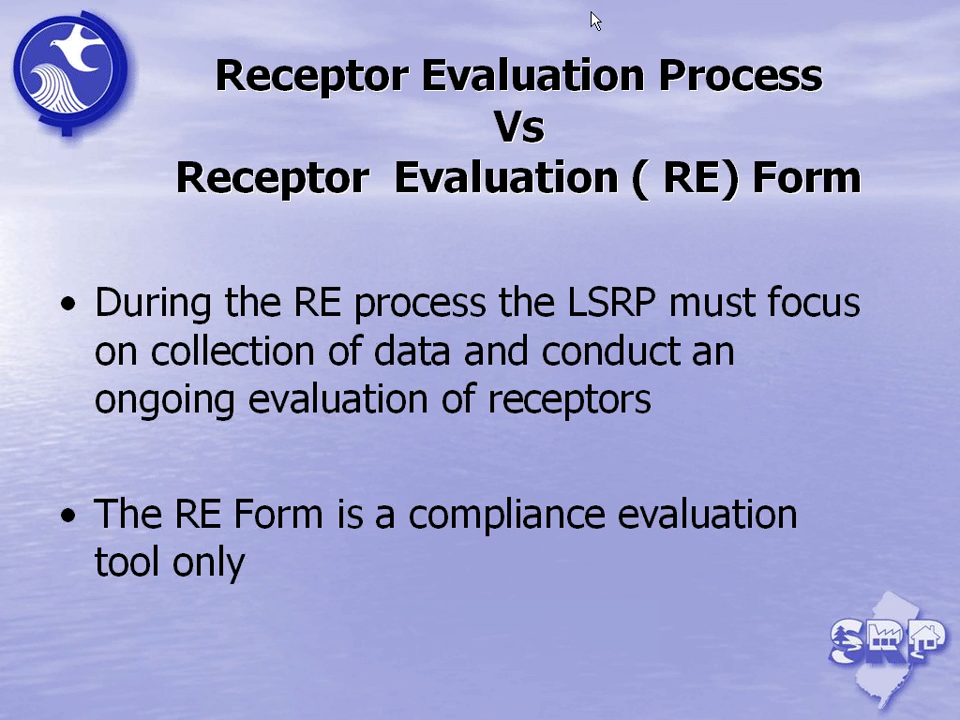 Receptor Evaluation Process
Vs
Receptor Evaluation ( RE) Form
• During the RE process the LSRP must focus
on collection of data and conduct an
ongoing evaluation of receptors
• The RE Form is a compliance evaluation
tool only
SRP